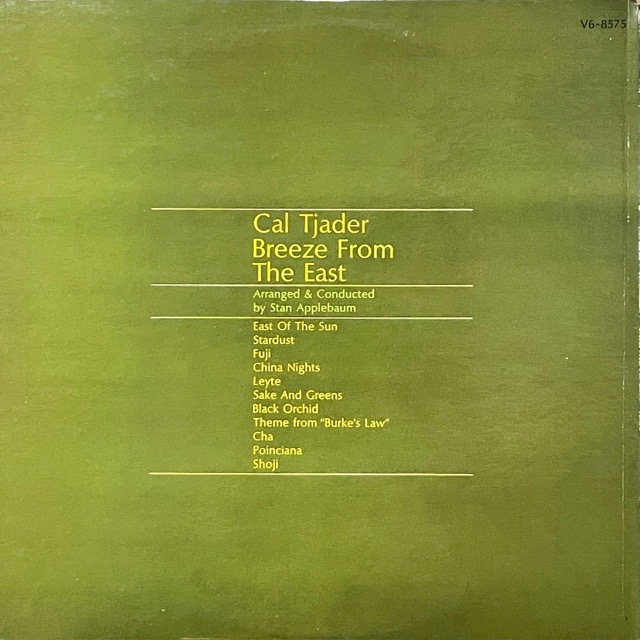 V6-8575
Cal Tjader
Breeze From
The East
Arranged & Conducted
by Stan Applebaum
East Of The Sun
Stardust
Fuji
China Nights
Leyte
Sake And Greens
Black Orchid
Theme from "Burke's Law"
Cha
Poinciana
Shoji